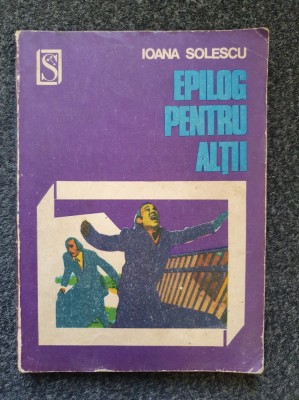 S
IOANA SOLESCU
EPILOG
PENTRU
ALȚII